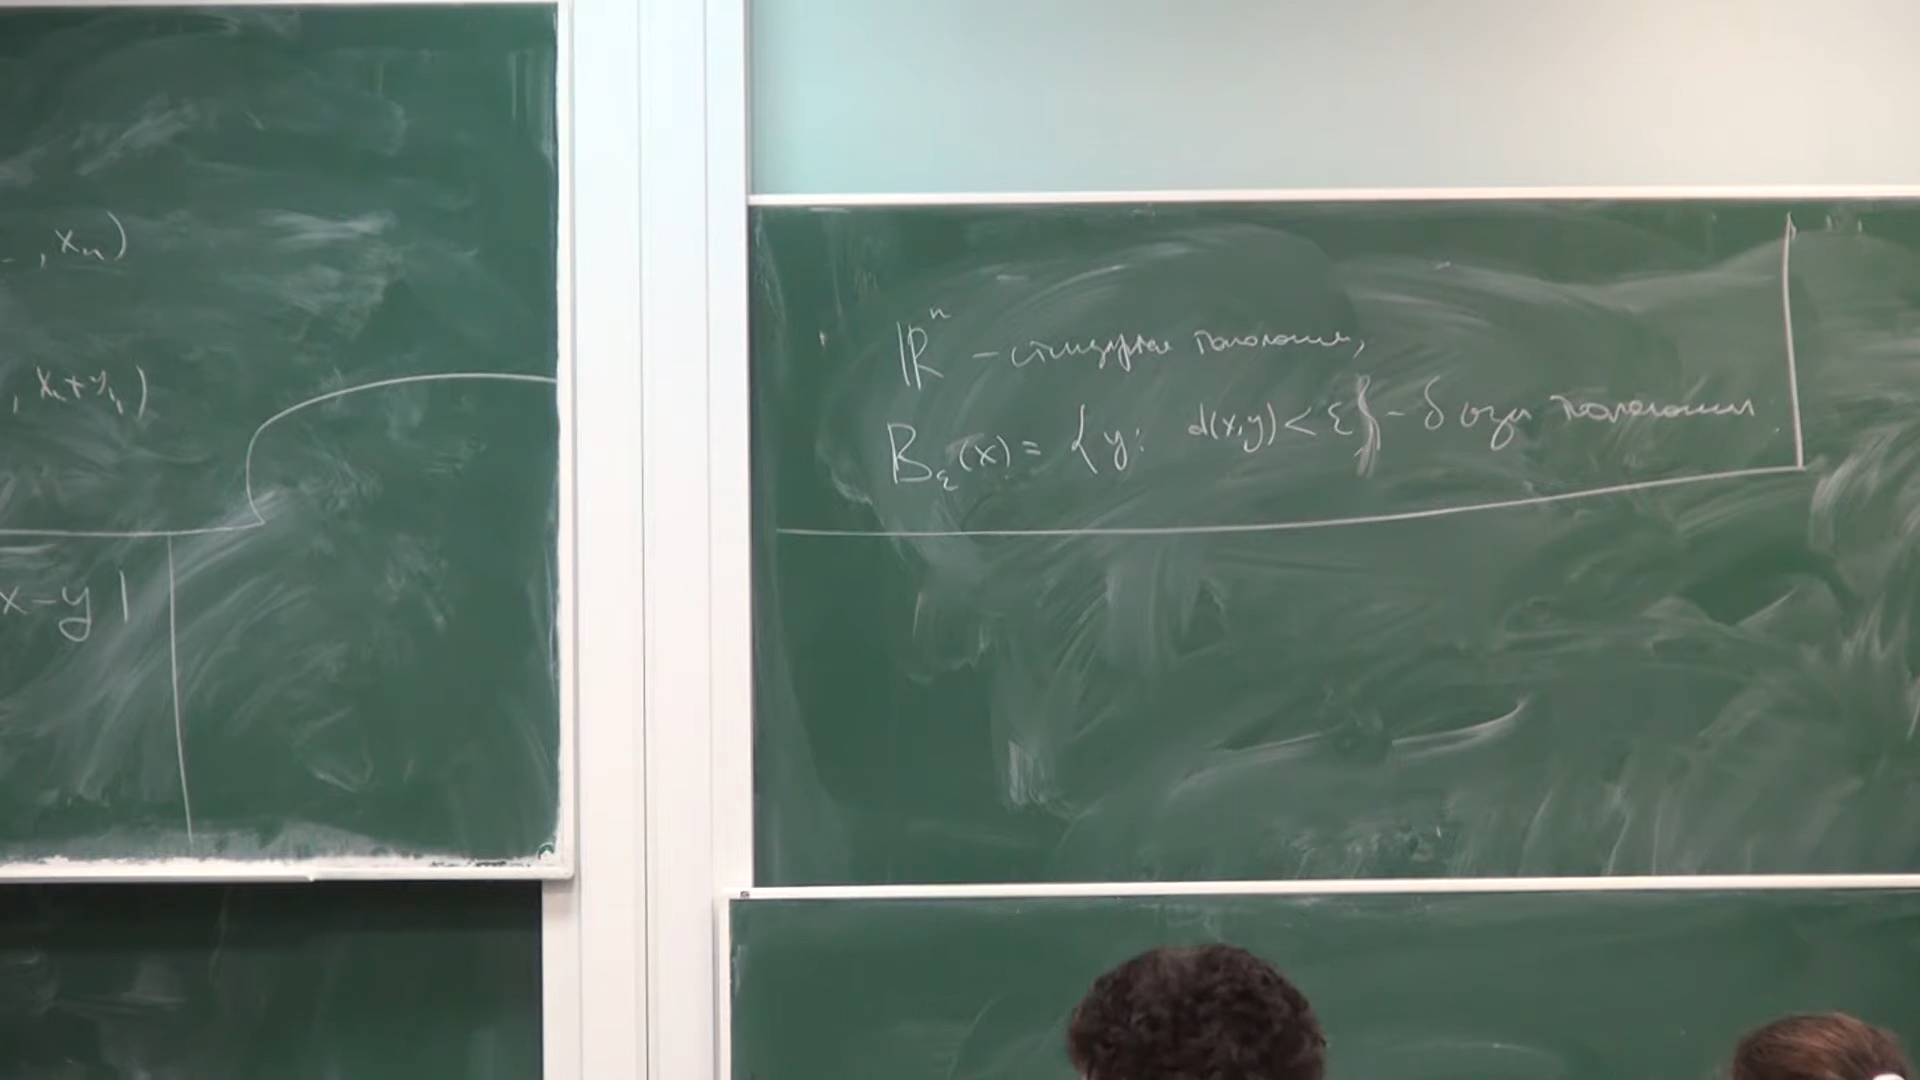 , xₙ)
, xₙ+yₙ)
x-y|
ℝⁿ - стандартная топология,
B_ε(x) = {y: d(x,y) < ε} - база топологии